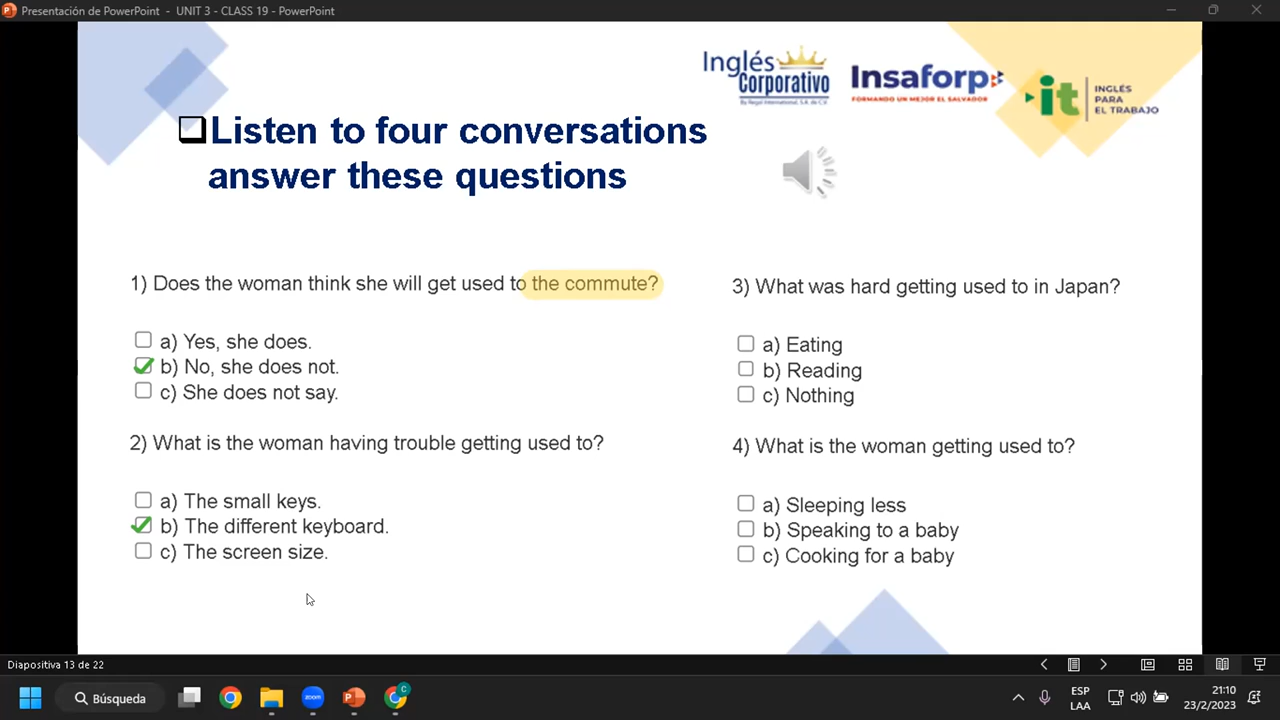 Presentación de PowerPoint - UNIT 3 - CLASS 19 - PowerPoint
Inglés
Corporativo
By Regal International, S.A. de C.V.
Insaforp
FORMANDO UN MEJOR EL SALVADOR
it
INGLÉS
PARA
EL TRABAJO
Listen to four conversations
answer these questions
1) Does the woman think she will get used to the commute?
a) Yes, she does.
b) No, she does not.
c) She does not say.
2) What is the woman having trouble getting used to?
a) The small keys.
b) The different keyboard.
c) The screen size.
3) What was hard getting used to in Japan?
a) Eating
b) Reading
c) Nothing
4) What is the woman getting used to?
a) Sleeping less
b) Speaking to a baby
c) Cooking for a baby
Diapositiva 13 de 22
Búsqueda
zoom
C
ESP
LAA
21:10
23/2/2023